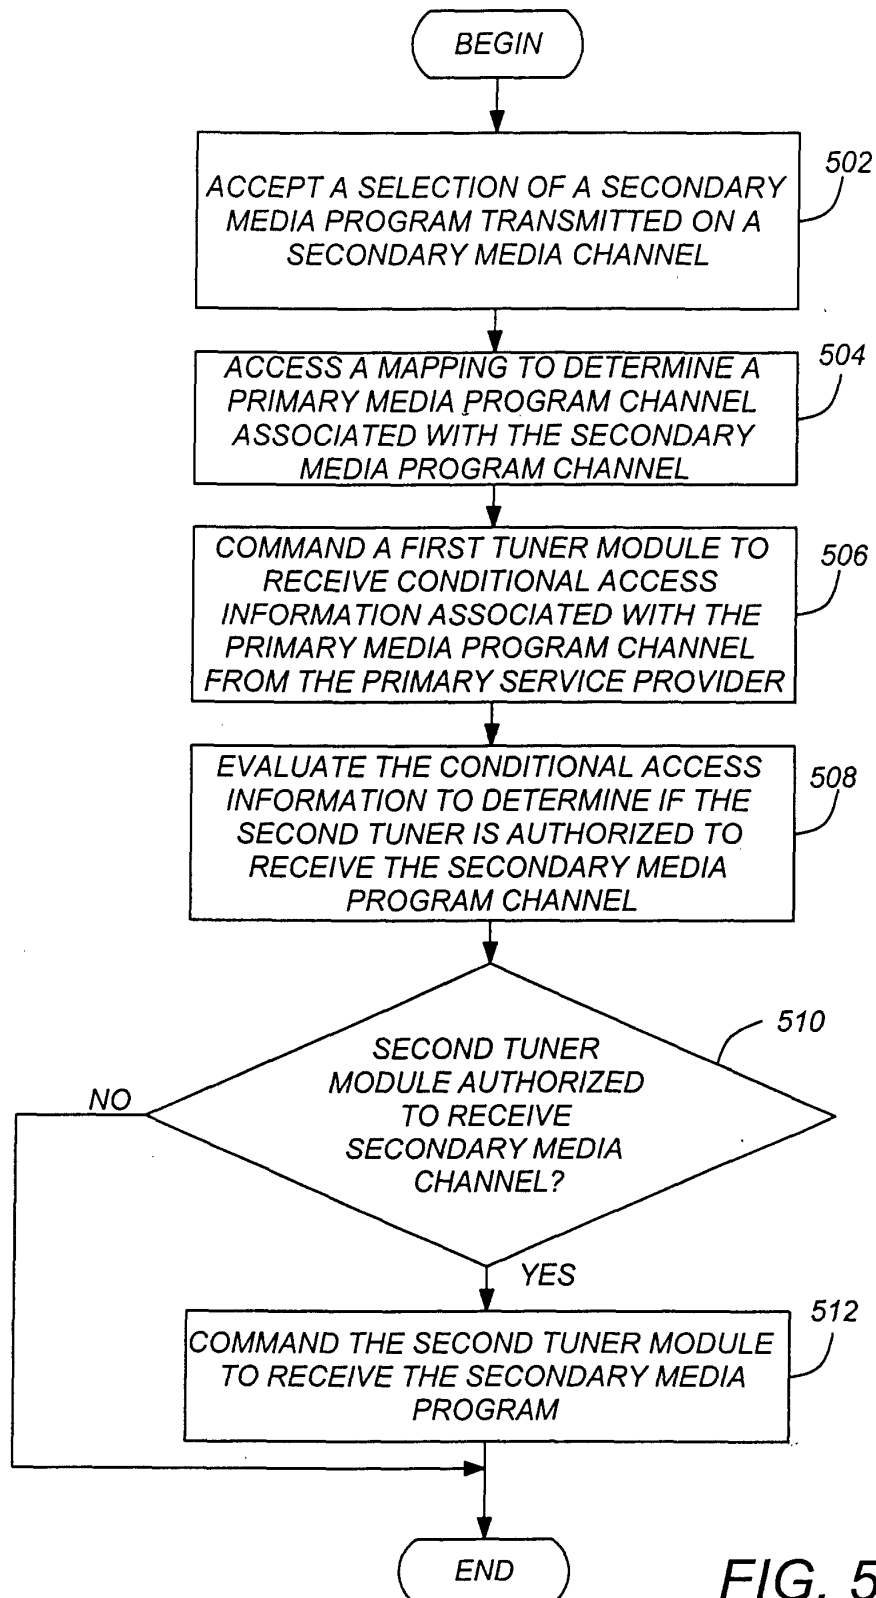 BEGIN
ACCEPT A SELECTION OF A SECONDARY
MEDIA PROGRAM TRANSMITTED ON A
SECONDARY MEDIA CHANNEL
502
ACCESS A MAPPING TO DETERMINE A
PRIMARY MEDIA PROGRAM CHANNEL
ASSOCIATED WITH THE SECONDARY
MEDIA PROGRAM CHANNEL
504
COMMAND A FIRST TUNER MODULE TO
RECEIVE CONDITIONAL ACCESS
INFORMATION ASSOCIATED WITH THE
PRIMARY MEDIA PROGRAM CHANNEL
FROM THE PRIMARY SERVICE PROVIDER
506
EVALUATE THE CONDITIONAL ACCESS
INFORMATION TO DETERMINE IF THE
SECOND TUNER IS AUTHORIZED TO
RECEIVE THE SECONDARY MEDIA
PROGRAM CHANNEL
508
SECOND TUNER
MODULE AUTHORIZED
TO RECEIVE
SECONDARY MEDIA
CHANNEL?
510
NO
YES
COMMAND THE SECOND TUNER MODULE
TO RECEIVE THE SECONDARY MEDIA
PROGRAM
512
END
FIG. 5